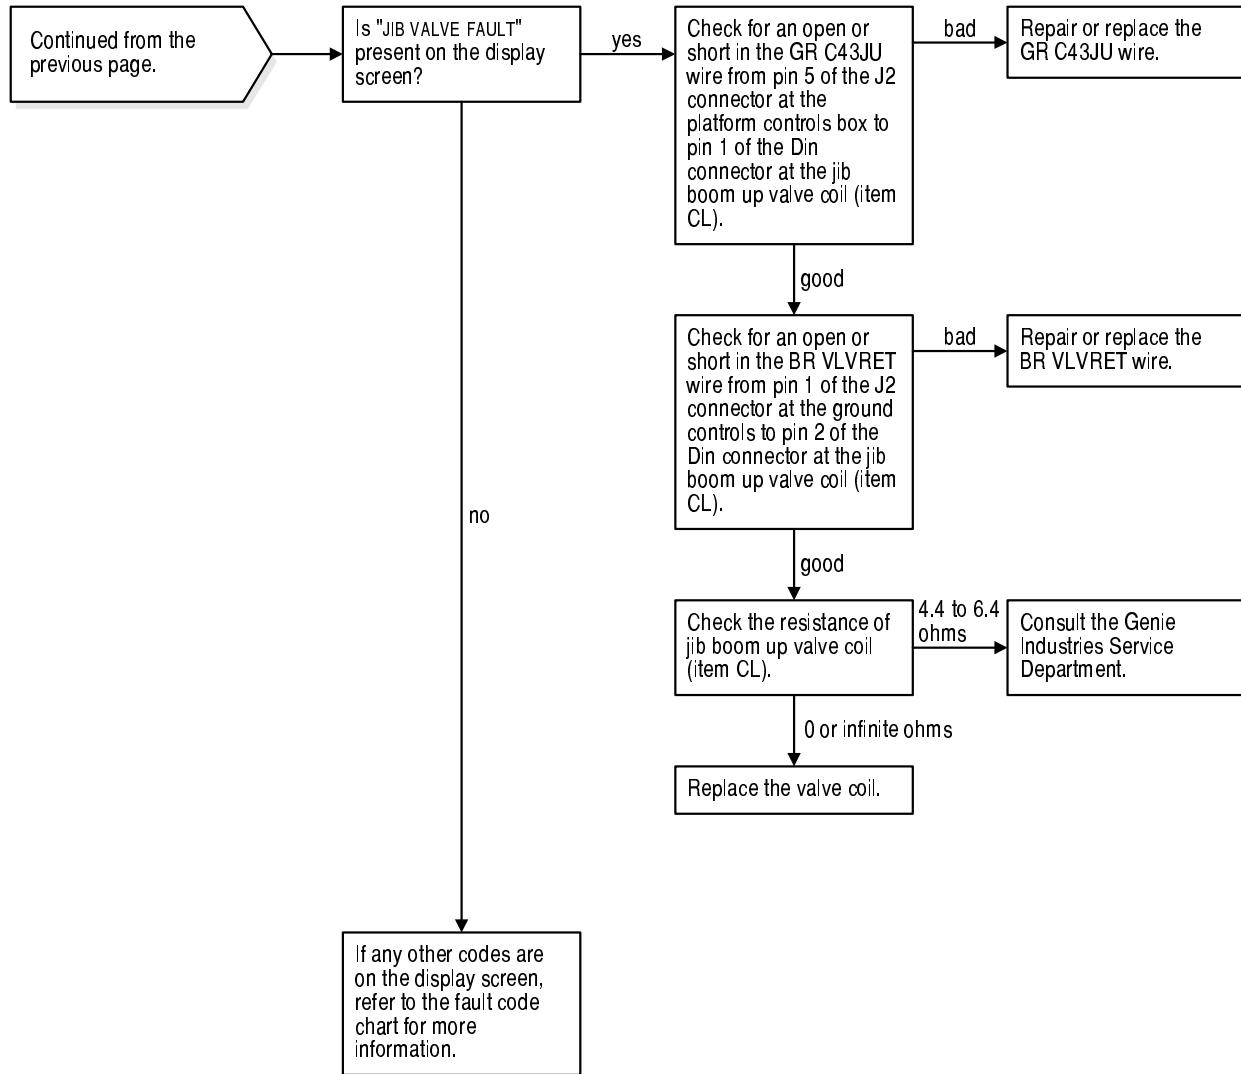 Continued from the
previous page.
Is "JIB VALVE FAULT"
present on the display
screen?
yes
Check for an open or
short in the GR C43JU
wire from pin 5 of the J2
connector at the
platform controls box to
pin 1 of the Din
connector at the jib
boom up valve coil (item
CL).
bad
Repair or replace the
GR C43JU wire.
good
Check for an open or
short in the BR VLVRET
wire from pin 1 of the J2
connector at the ground
controls to pin 2 of the
Din connector at the jib
boom up valve coil (item
CL).
bad
Repair or replace the
BR VLVRET wire.
no
good
Check the resistance of
jib boom up valve coil
(item CL).
4.4 to 6.4
ohms
Consult the Genie
Industries Service
Department.
0 or infinite ohms
Replace the valve coil.
If any other codes are
on the display screen,
refer to the fault code
chart for more
information.